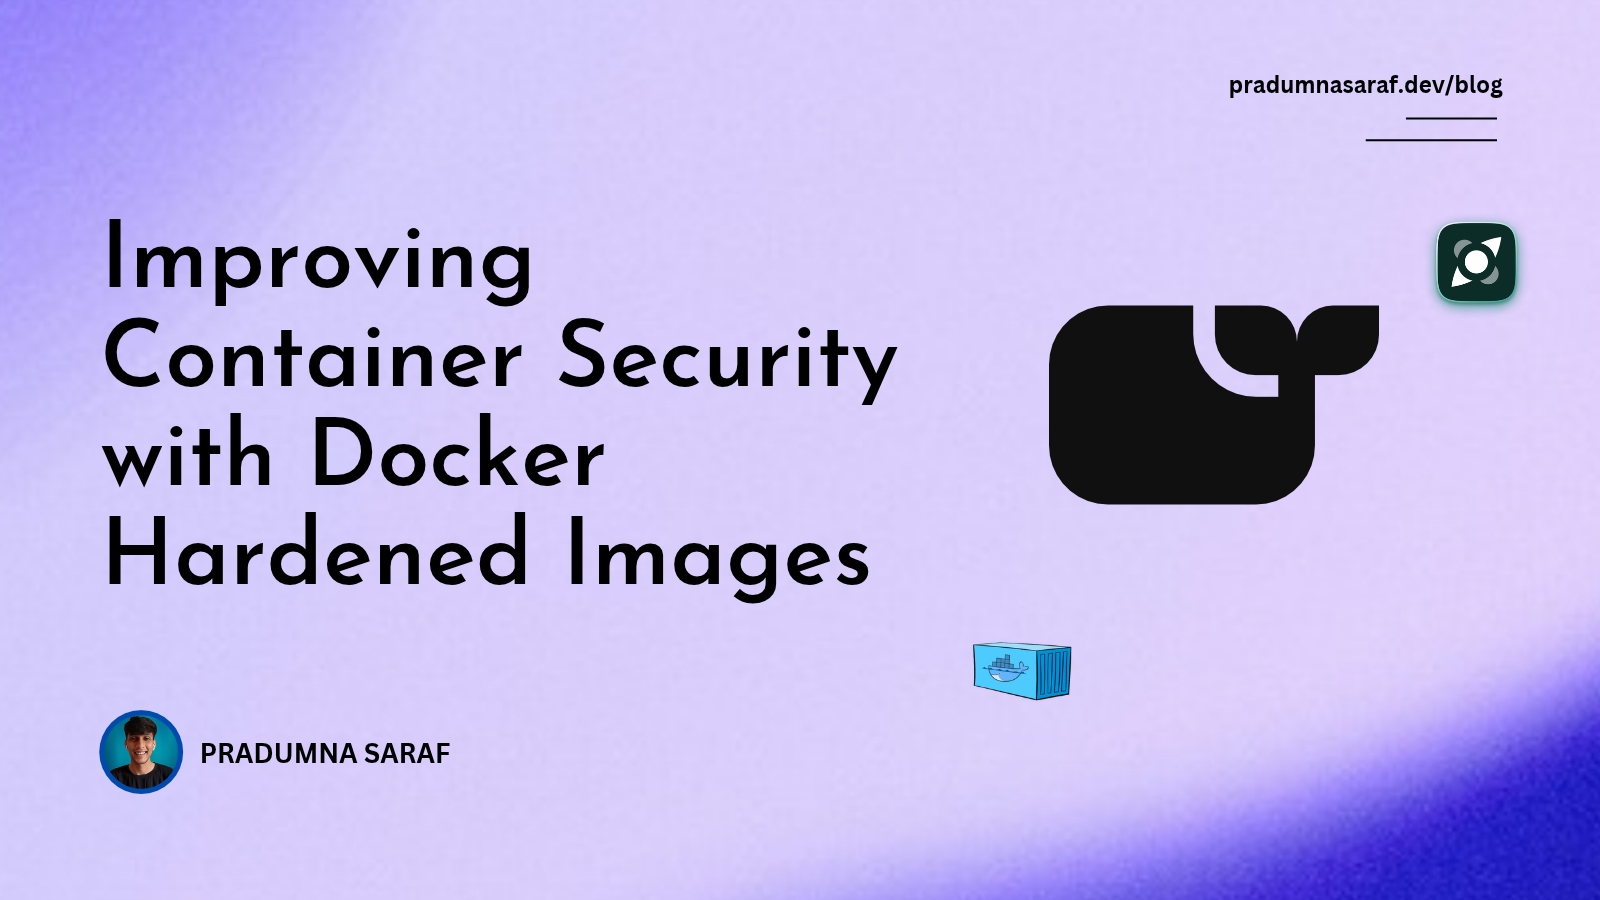 pradumnasaraf.dev/blog
Improving
Container Security
with Docker
Hardened Images
PRADUMNA SARAF